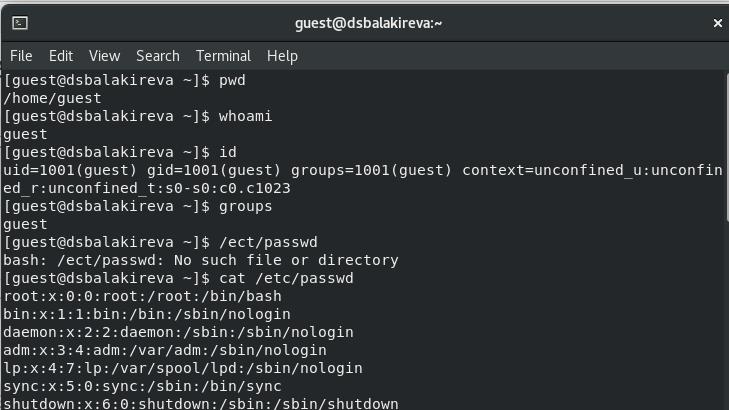 guest@dsbalakireva:~
File Edit View Search Terminal Help
[guest@dsbalakireva ~]$ pwd
/home/guest
[guest@dsbalakireva ~]$ whoami
guest
[guest@dsbalakireva ~]$ id
uid=1001(guest) gid=1001(guest) groups=1001(guest) context=unconfined_u:unconfin
ed_r:unconfined_t:s0-s0:c0.c1023
[guest@dsbalakireva ~]$ groups
guest
[guest@dsbalakireva ~]$ /ect/passwd
bash: /ect/passwd: No such file or directory
[guest@dsbalakireva ~]$ cat /etc/passwd
root:x:0:0:root:/root:/bin/bash
bin:x:1:1:bin:/bin:/sbin/nologin
daemon:x:2:2:daemon:/sbin:/sbin/nologin
adm:x:3:4:adm:/var/adm:/sbin/nologin
lp:x:4:7:lp:/var/spool/lpd:/sbin/nologin
sync:x:5:0:sync:/sbin:/bin/sync
shutdown:x:6:0:shutdown:/sbin:/sbin/shutdown